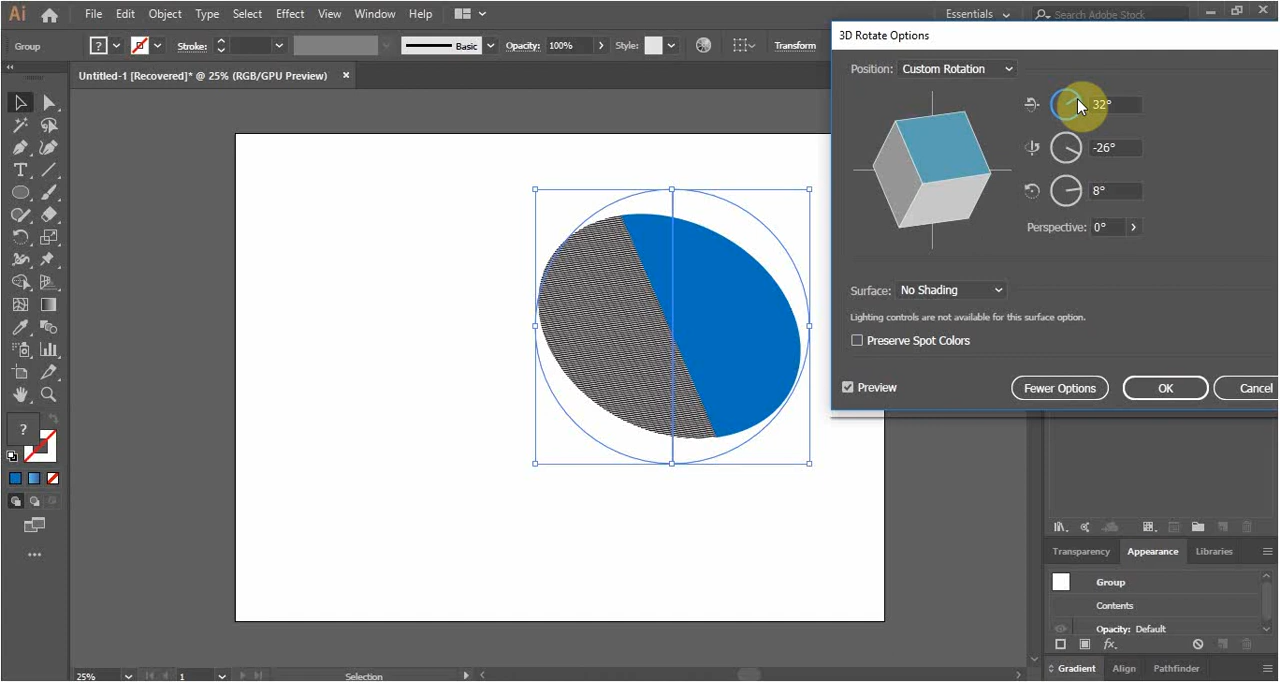 Ai File Edit Object Type Select Effect View Window Help Essentials Search Adobe Stock
Group ? Stroke: Basic Opacity: 100% Style: Transform
Untitled-1 [Recovered]* @ 25% (RGB/GPU Preview) ×
3D Rotate Options
Position: Custom Rotation
32°
-26°
8°
Perspective: 0°
Surface: No Shading
Lighting controls are not available for this surface option.
Preserve Spot Colors
Preview Fewer Options OK Cancel
?
Transparency Appearance Libraries
Group
Contents
Opacity: Default
fx.
Gradient Align Pathfinder
25% 1 Selection